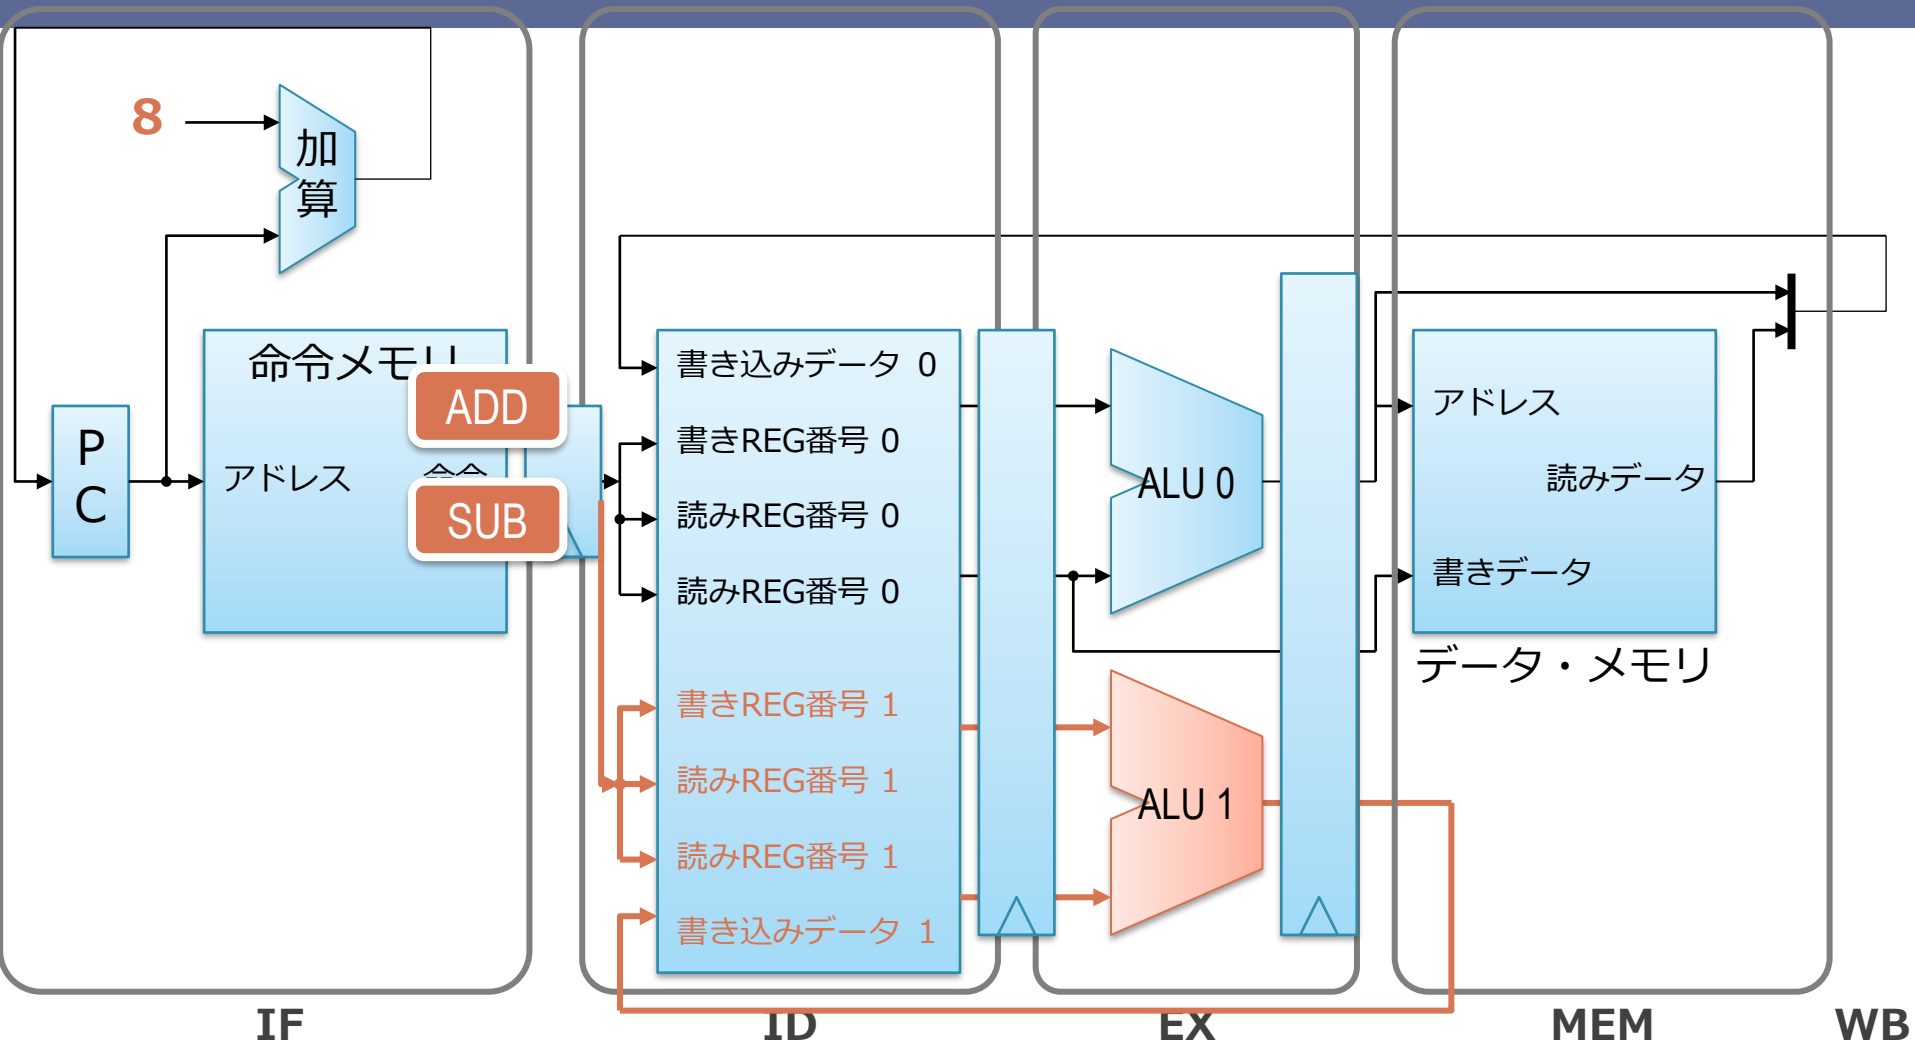 8
加
算
命令メモリ
P
C
アドレス
命令
ADD
SUB
書き込みデータ 0
書きREG番号 0
読みREG番号 0
読みREG番号 0
書きREG番号 1
読みREG番号 1
読みREG番号 1
書き込みデータ 1
ALU 0
ALU 1
アドレス
読みデータ
書きデータ
データ・メモリ
IF
ID
EX
MEM
WB